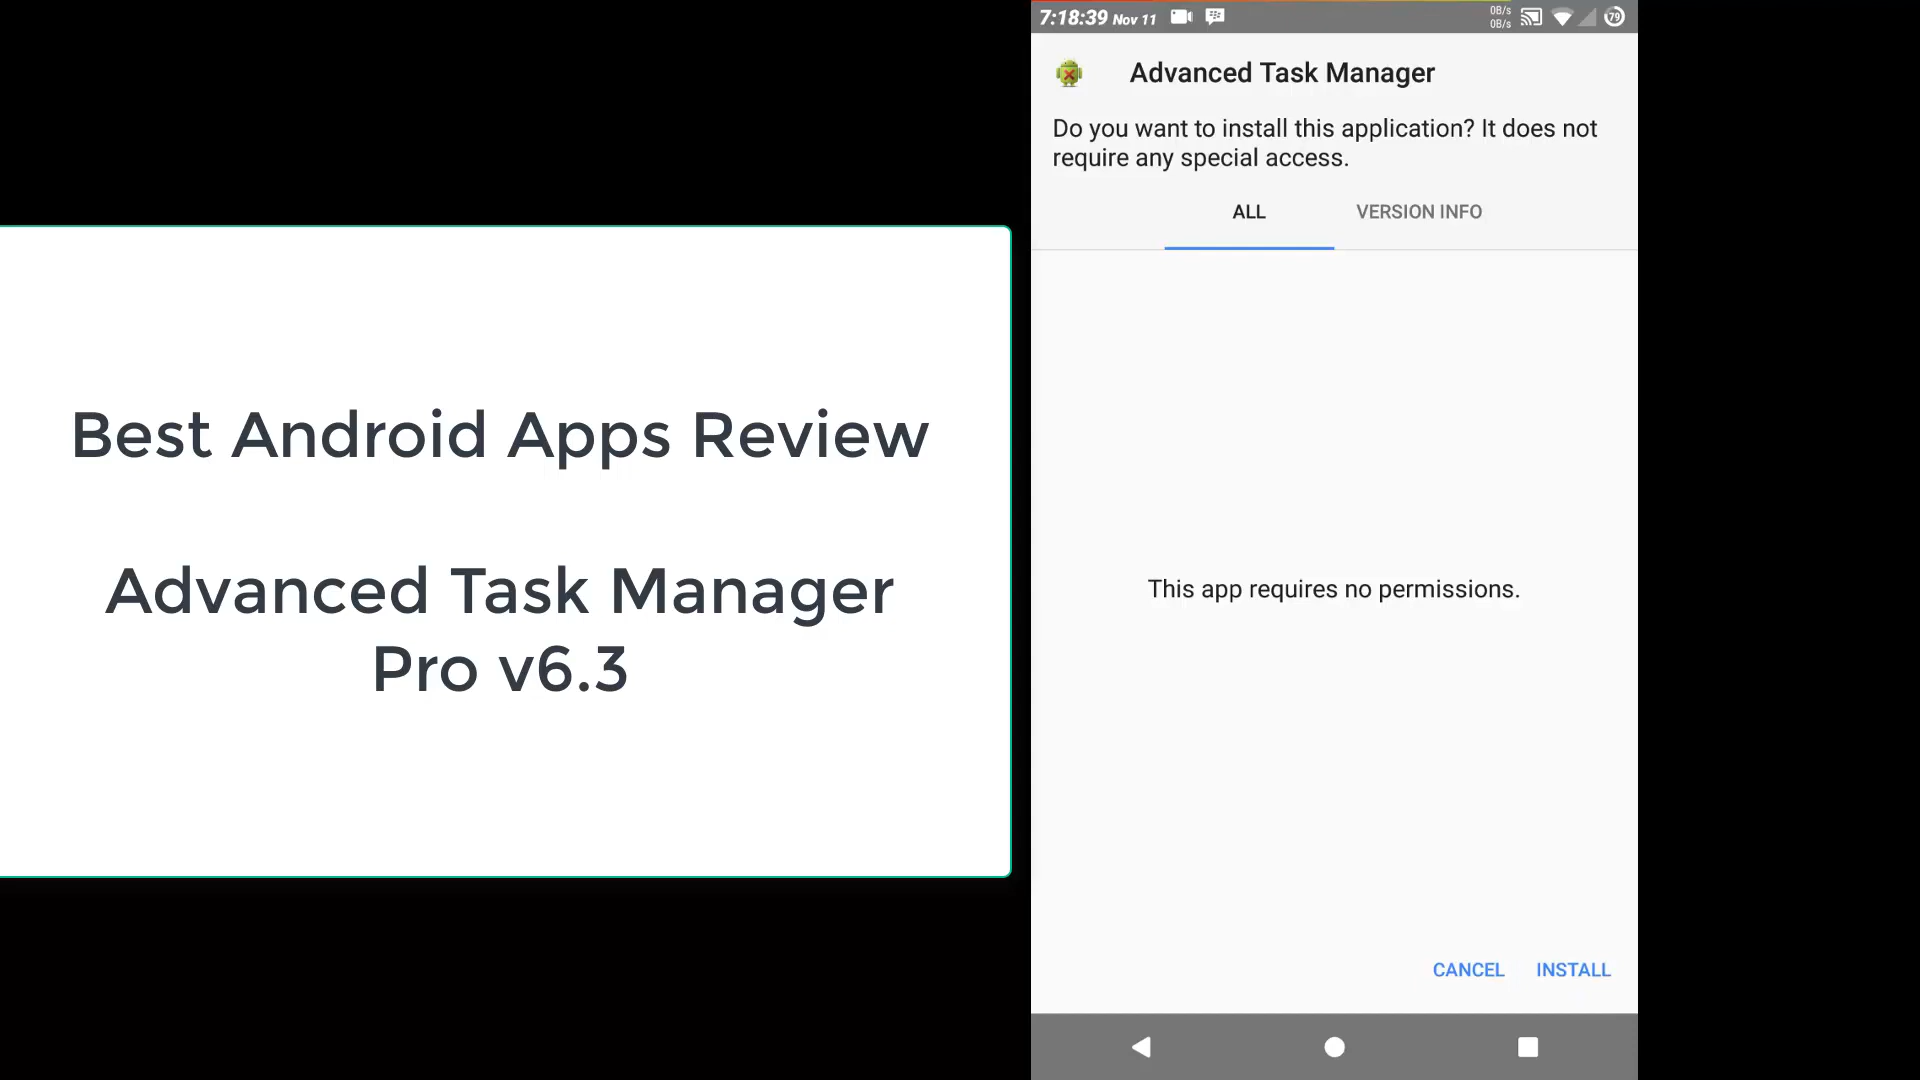 Best Android Apps Review
Advanced Task Manager
Pro v6.3
7:18:39 Nov 11
0B/s
0B/s
79
Advanced Task Manager
Do you want to install this application? It does not
require any special access.
ALL
VERSION INFO
This app requires no permissions.
CANCEL
INSTALL